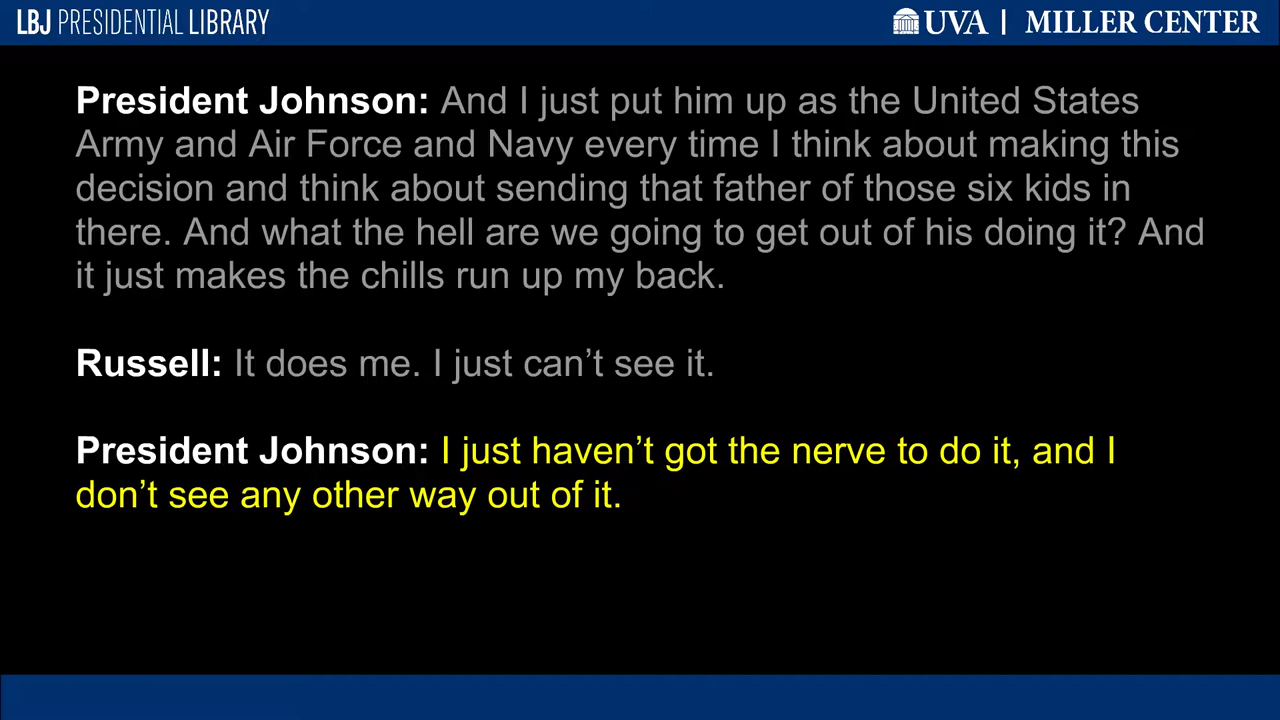 LBJ PRESIDENTIAL LIBRARY
UVA | MILLER CENTER
President Johnson: And I just put him up as the United States
Army and Air Force and Navy every time I think about making this
decision and think about sending that father of those six kids in
there. And what the hell are we going to get out of his doing it? And
it just makes the chills run up my back.
Russell: It does me. I just can’t see it.
President Johnson: I just haven’t got the nerve to do it, and I
don’t see any other way out of it.